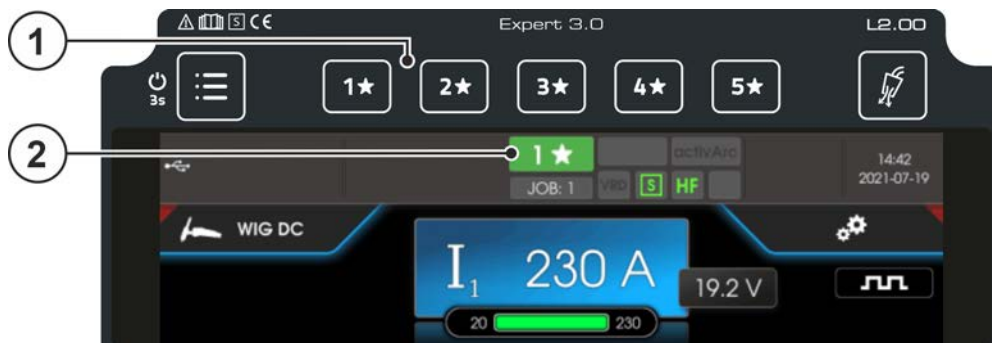 1
S CE Expert 3.0 L2.00
3s 1★ 2★ 3★ 4★ 5★
2
1★ activArc 14:42
JOB: 1 VRD S HF 2021-07-19
WIG DC
I1 230 A
19.2 V
20 230